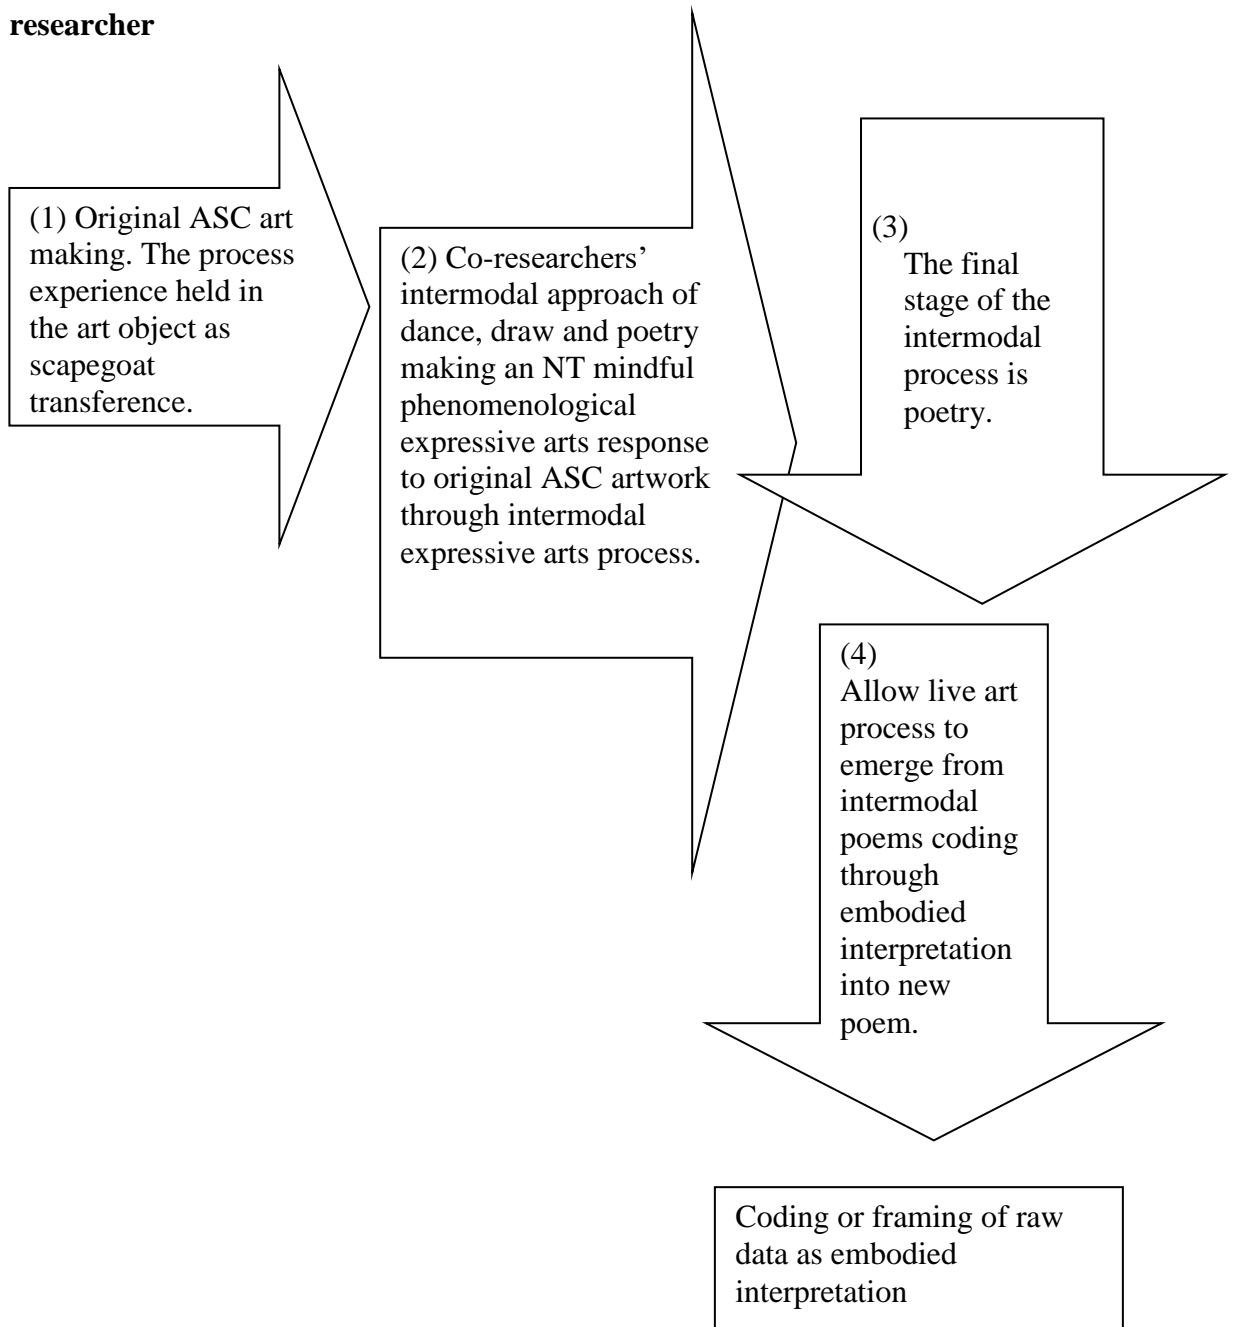 researcher
(1) Original ASC art
making. The process
experience held in
the art object as
scapegoat
transference.
(2) Co-researchers’
intermodal approach of
dance, draw and poetry
making an NT mindful
phenomenological
expressive arts response
to original ASC artwork
through intermodal
expressive arts process.
(3)
The final
stage of the
intermodal
process is
poetry.
(4)
Allow live art
process to
emerge from
intermodal
poems coding
through
embodied
interpretation
into new
poem.
Coding or framing of raw
data as embodied
interpretation